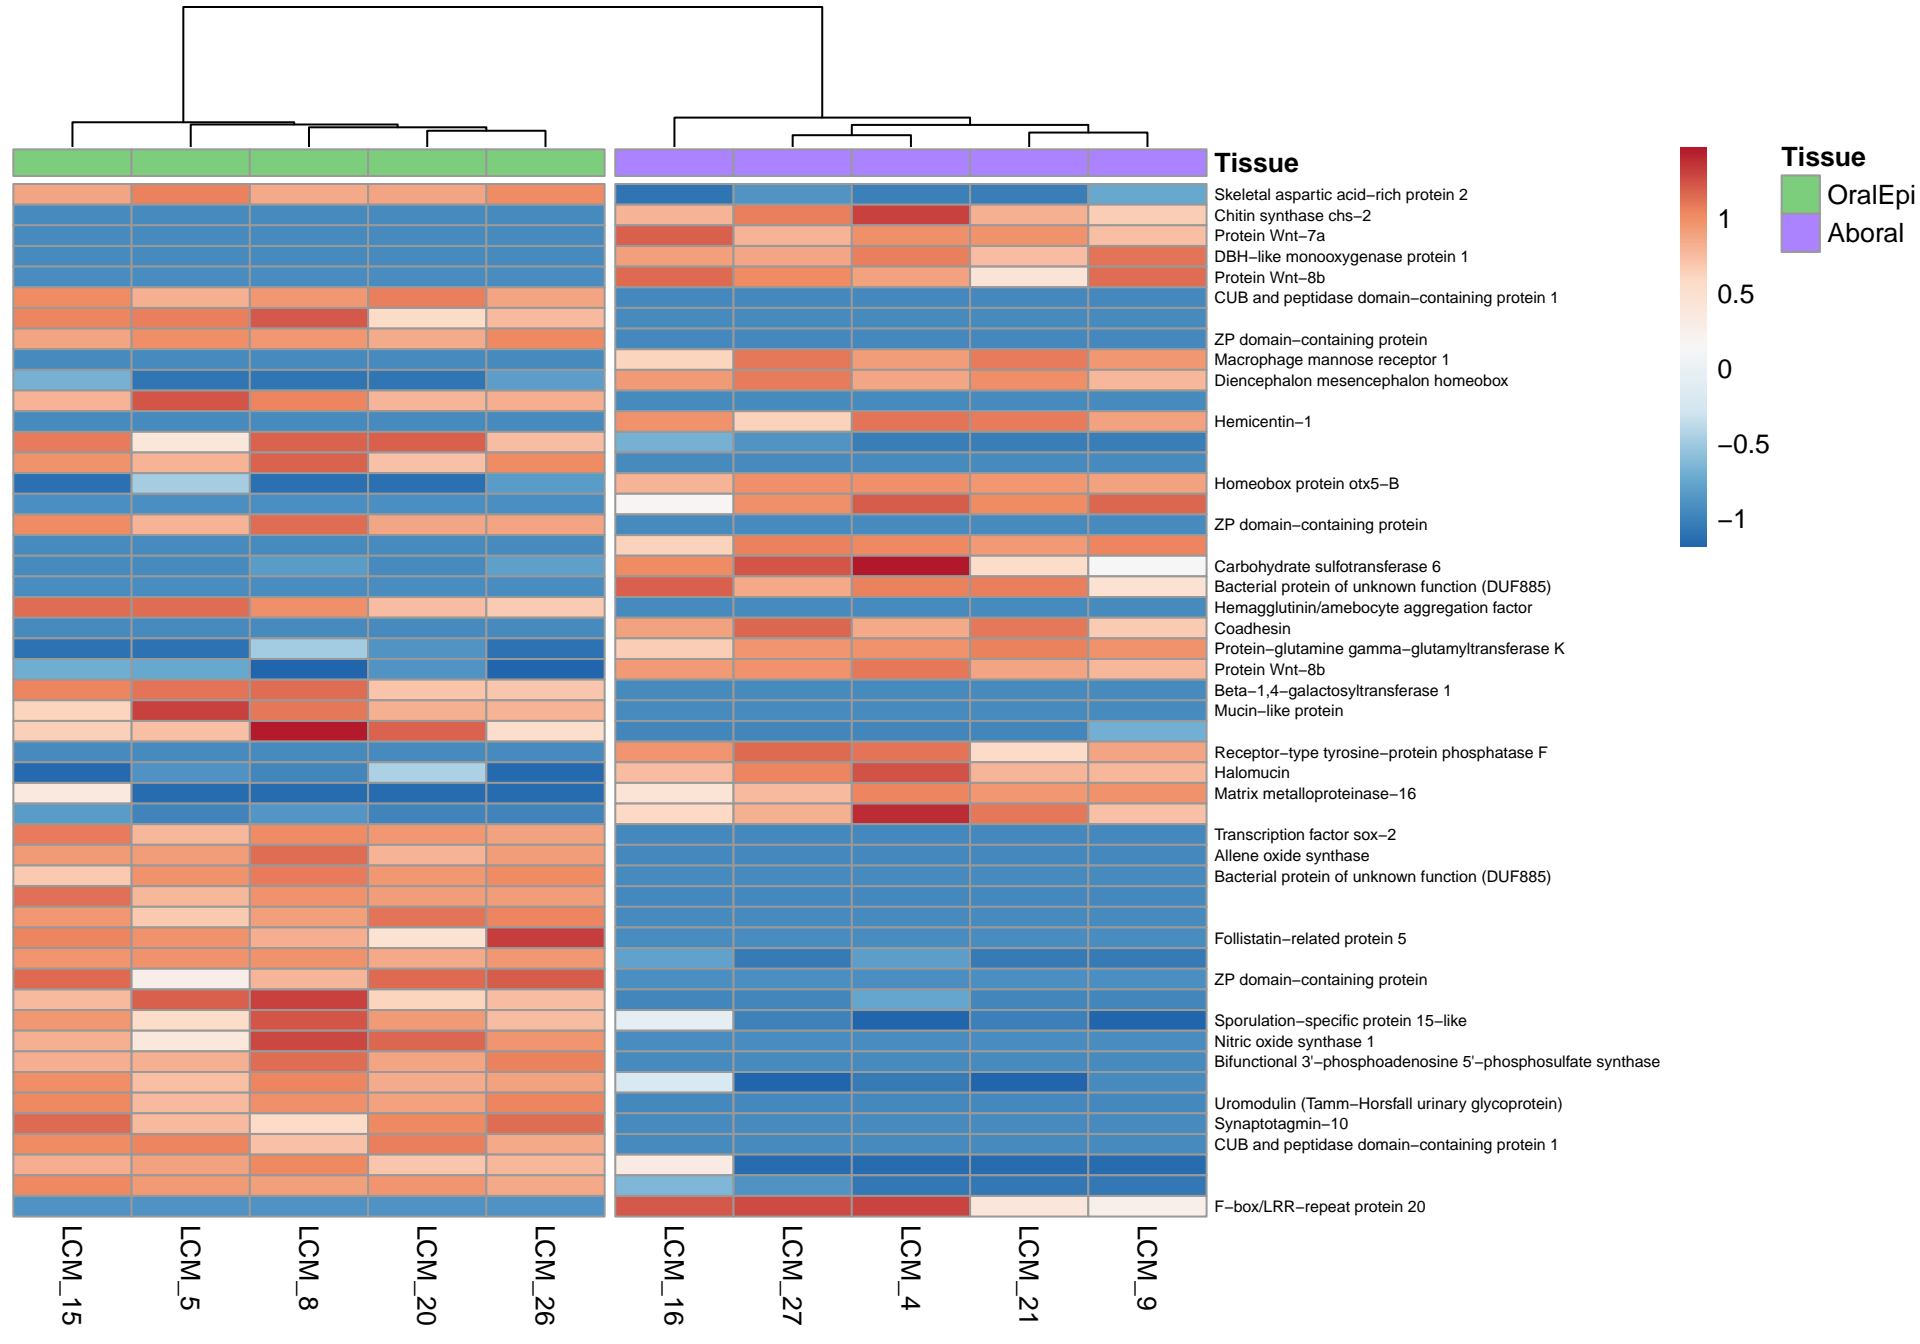 Tissue
Skeletal aspartic acid−rich protein 2
Chitin synthase chs−2
Protein Wnt−7a
DBH−like monooxygenase protein 1
Protein Wnt−8b
CUB and peptidase domain−containing protein 1
ZP domain−containing protein
Macrophage mannose receptor 1
Diencephalon mesencephalon homeobox
Hemicentin−1
Homeobox protein otx5−B
ZP domain−containing protein
Carbohydrate sulfotransferase 6
Bacterial protein of unknown function (DUF885)
Hemagglutinin/amebocyte aggregation factor
Coadhesin
Protein−glutamine gamma−glutamyltransferase K
Protein Wnt−8b
Beta−1,4−galactosyltransferase 1
Mucin−like protein
Receptor−type tyrosine−protein phosphatase F
Halomucin
Matrix metalloproteinase−16
Transcription factor sox−2
Allene oxide synthase
Bacterial protein of unknown function (DUF885)
Follistatin−related protein 5
ZP domain−containing protein
Sporulation−specific protein 15−like
Nitric oxide synthase 1
Bifunctional 3'−phosphoadenosine 5'−phosphosulfate synthase
Uromodulin (Tamm−Horsfall urinary glycoprotein)
Synaptotagmin−10
CUB and peptidase domain−containing protein 1
F−box/LRR−repeat protein 20
LCM_15
LCM_5
LCM_8
LCM_20
LCM_26
LCM_16
LCM_27
LCM_4
LCM_21
LCM_9
1
0.5
0
−0.5
−1
Tissue
OralEpi
Aboral